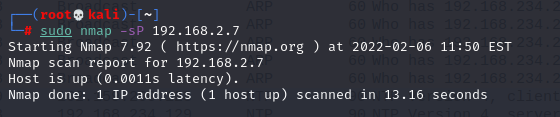 ┌──(root💀kali)-[~]
└─# sudo nmap -sP 192.168.2.7
Starting Nmap 7.92 ( https://nmap.org ) at 2022-02-06 11:50 EST
Nmap scan report for 192.168.2.7
Host is up (0.0011s latency).
Nmap done: 1 IP address (1 host up) scanned in 13.16 seconds